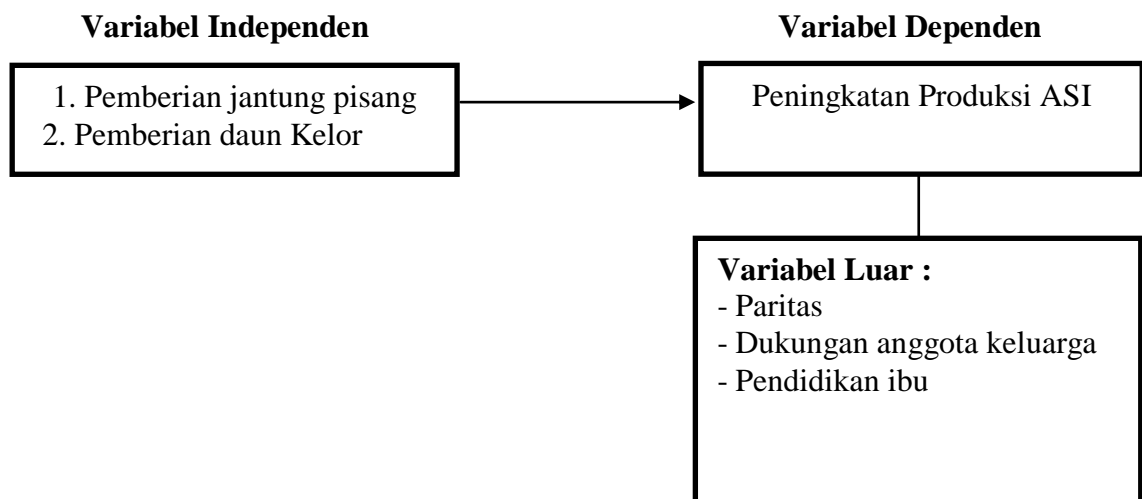 Variabel Independen
1. Pemberian jantung pisang
2. Pemberian daun Kelor
Variabel Dependen
Peningkatan Produksi ASI
Variabel Luar :
- Paritas
- Dukungan anggota keluarga
- Pendidikan ibu